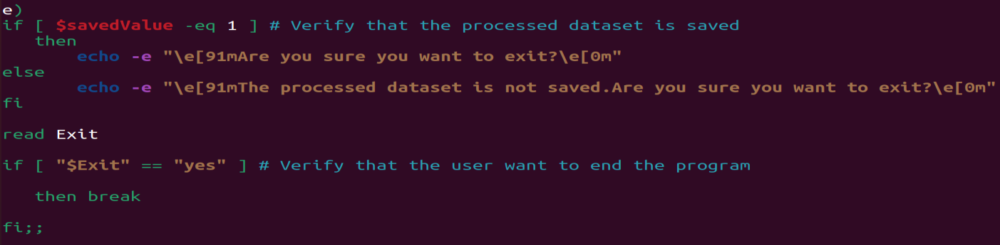 e)
if [ $savedValue -eq 1 ] # Verify that the processed dataset is saved
then
echo -e "\e[91mAre you sure you want to exit?\e[0m"
else
echo -e "\e[91mThe processed dataset is not saved.Are you sure you want to exit?\e[0m"
fi
read Exit
if [ "$Exit" == "yes" ] # Verify that the user want to end the program
then break
fi;;